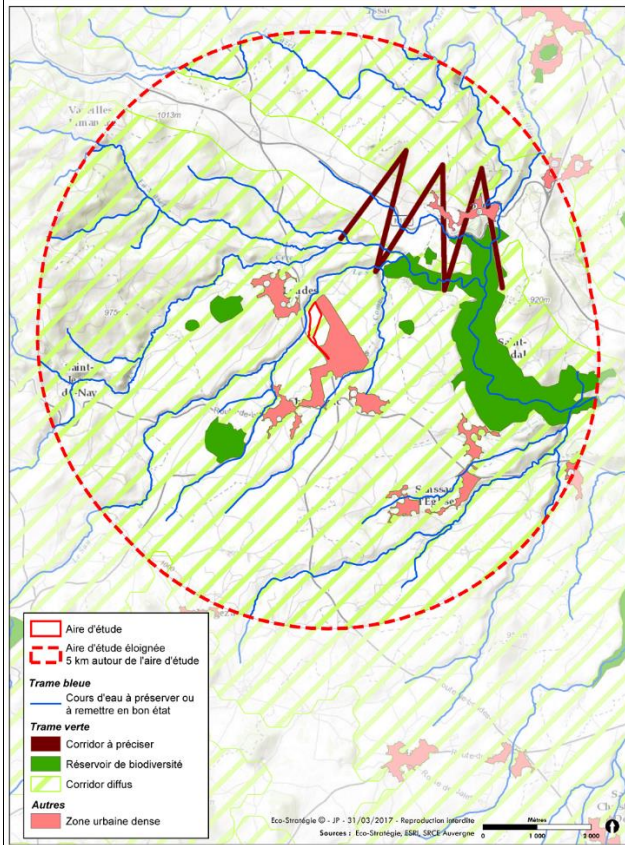 1013m
975
920m
Aire d'étude
Aire d'étude éloignée
5 km autour de l'aire d'étude
Trame bleue
Cours d'eau à préserver ou
à remettre en bon état
Trame verte
Corridor à préciser
Réservoir de biodiversité
Corridor diffus
Autres
Zone urbaine dense
Eco-Stratégie © - JP - 31/03/2017 - Reproduction interdite
Sources : Eco-Stratégie, ESRI, SRCE Auvergne
Mètres
0 1 000 2 000